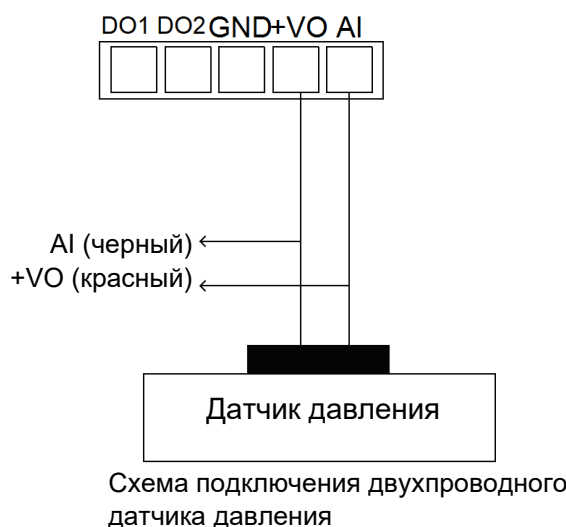 DO1 DO2 GND +VO AI
AI (черный)
+VO (красный)
Датчик давления
Схема подключения двухпроводного
датчика давления